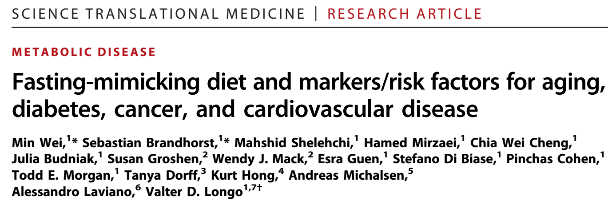 SCIENCE TRANSLATIONAL MEDICINE | RESEARCH ARTICLE
METABOLIC DISEASE
Fasting-mimicking diet and markers/risk factors for aging,
diabetes, cancer, and cardiovascular disease
Min Wei,1* Sebastian Brandhorst,1* Mahshid Shelehchi,1 Hamed Mirzaei,1 Chia Wei Cheng,1
Julia Budniak,1 Susan Groshen,2 Wendy J. Mack,2 Esra Guen,1 Stefano Di Biase,1 Pinchas Cohen,1
Todd E. Morgan,1 Tanya Dorff,3 Kurt Hong,4 Andreas Michalsen,5
Alessandro Laviano,6 Valter D. Longo1,7†